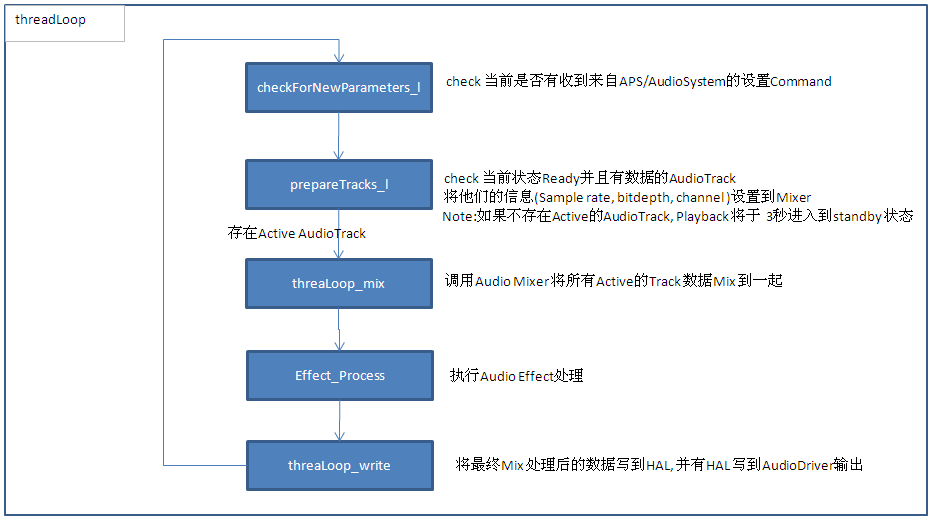 threadLoop
checkForNewParameters_l
check 当前是否有收到来自APS/AudioSystem的设置Command
prepareTracks_l
check 当前状态Ready并且有数据的AudioTrack
将他们的信息(Sample rate, bitdepth, channel )设置到Mixer
Note:如果不存在Active的AudioTrack, Playback将于 3秒进入到standby状态
存在Active AudioTrack
threaLoop_mix
调用Audio Mixer将所有Active的Track数据Mix到一起
Effect_Process
执行Audio Effect处理
threaLoop_write
将最终Mix处理后的数据写到HAL,并有HAL写到AudioDriver输出